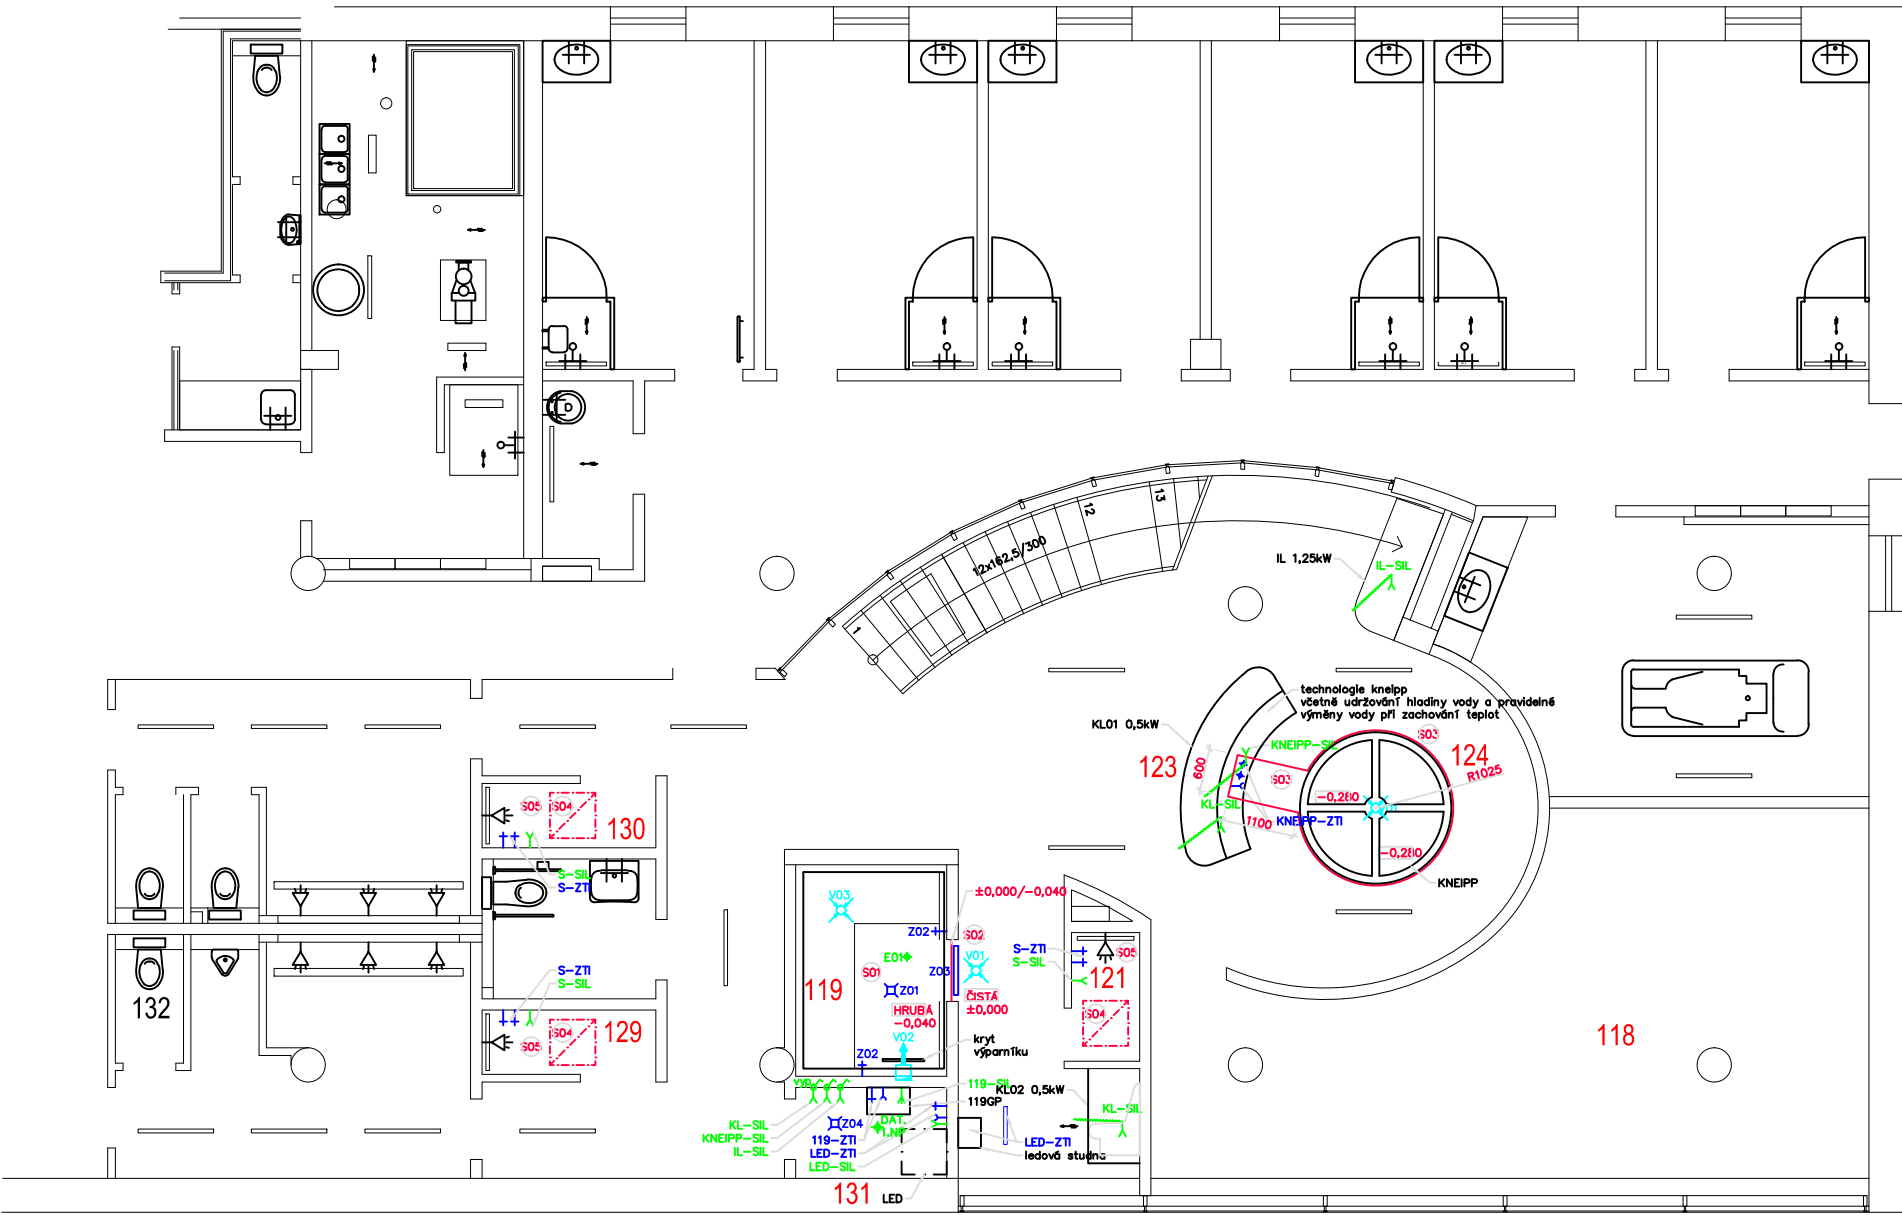 13
12
12x162,5/300
1
IL 1,25kW
IL-SIL
technologie kneipp
včetně udržování hladiny vody a pravidelné
výměny vody při zachování teplot
KL01 0,5kW
KNEIPP-SIL
S03
124
R1025
123
600
S03
-0,280
KL-SIL
1100
KNEIPP-ZTI
-0,280
KNEIPP
S05
S04
130
S-SIL
S-ZTI
±0,000/-0,040
V03
Z02
S02
E01
V01
S-ZTI
S-SIL
S05
S01
Z03
121
S-ZTI
S-SIL
119
Z01
ČISTÁ
±0,000
HRUBÁ
-0,040
132
S04
S05
S04
129
V02
kryt
výparníku
118
Z02
119-SIL
119GP
KL02 0,5kW
KL-SIL
KL-SIL
KNEIPP-SIL
IL-SIL
Z04
DAT.
1.NP
119-ZTI
LED-ZTI
LED-SIL
LED-ZTI
ledová studna
131
LED